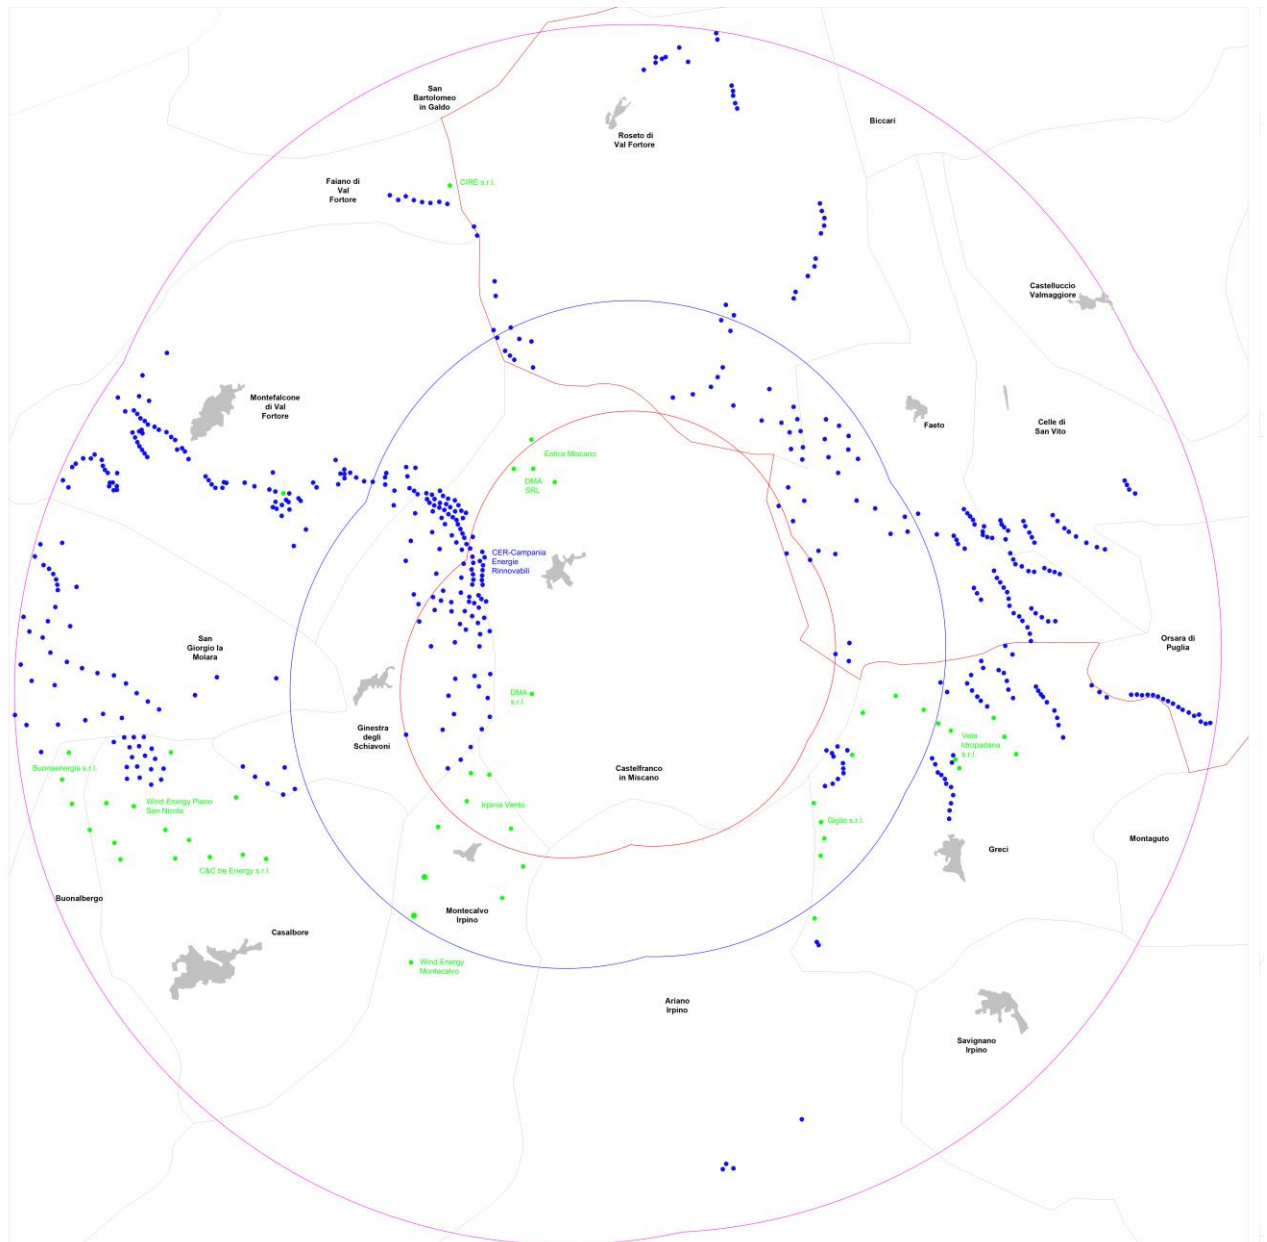 San
Bartolomeo
in Galdo
Roseto di
Val Fortore
Biccari
Faiano di
Val
Fortore
CIRE s.r.l.
Castelluccio
Valmaggiore
Montefalcone
di Val
Fortore
Faeto
Celle di
San Vito
Eolica Miscano
DMA
SRL
CER-Campania
Energie
Rinnovabili
San
Giorgio la
Molara
Orsara di
Puglia
DMA
s.r.l.
Ginestra
degli
Schiavoni
Vela
Idropadana
s.r.l.
Buonaenergia s.r.l.
Castelfranco
in Miscano
Wind Energy Piano
San Nicola
Irpinia Vento
Giglio s.r.l.
Greci
Montaguto
C&C tre Energy s.r.l.
Buonalbergo
Montecalvo
Irpino
Casalbore
Wind Energy
Montecalvo
Ariano
Irpino
Savignano
Irpino